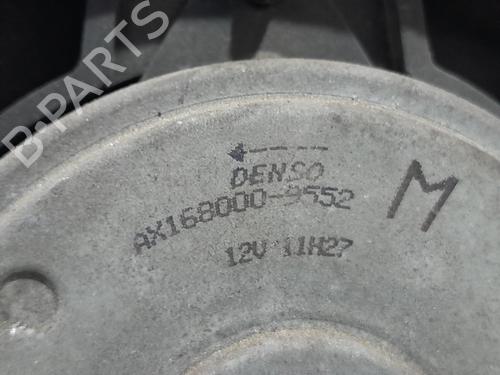 B-PARTS
DENSO
AX168000-9552
M
12V 11H27